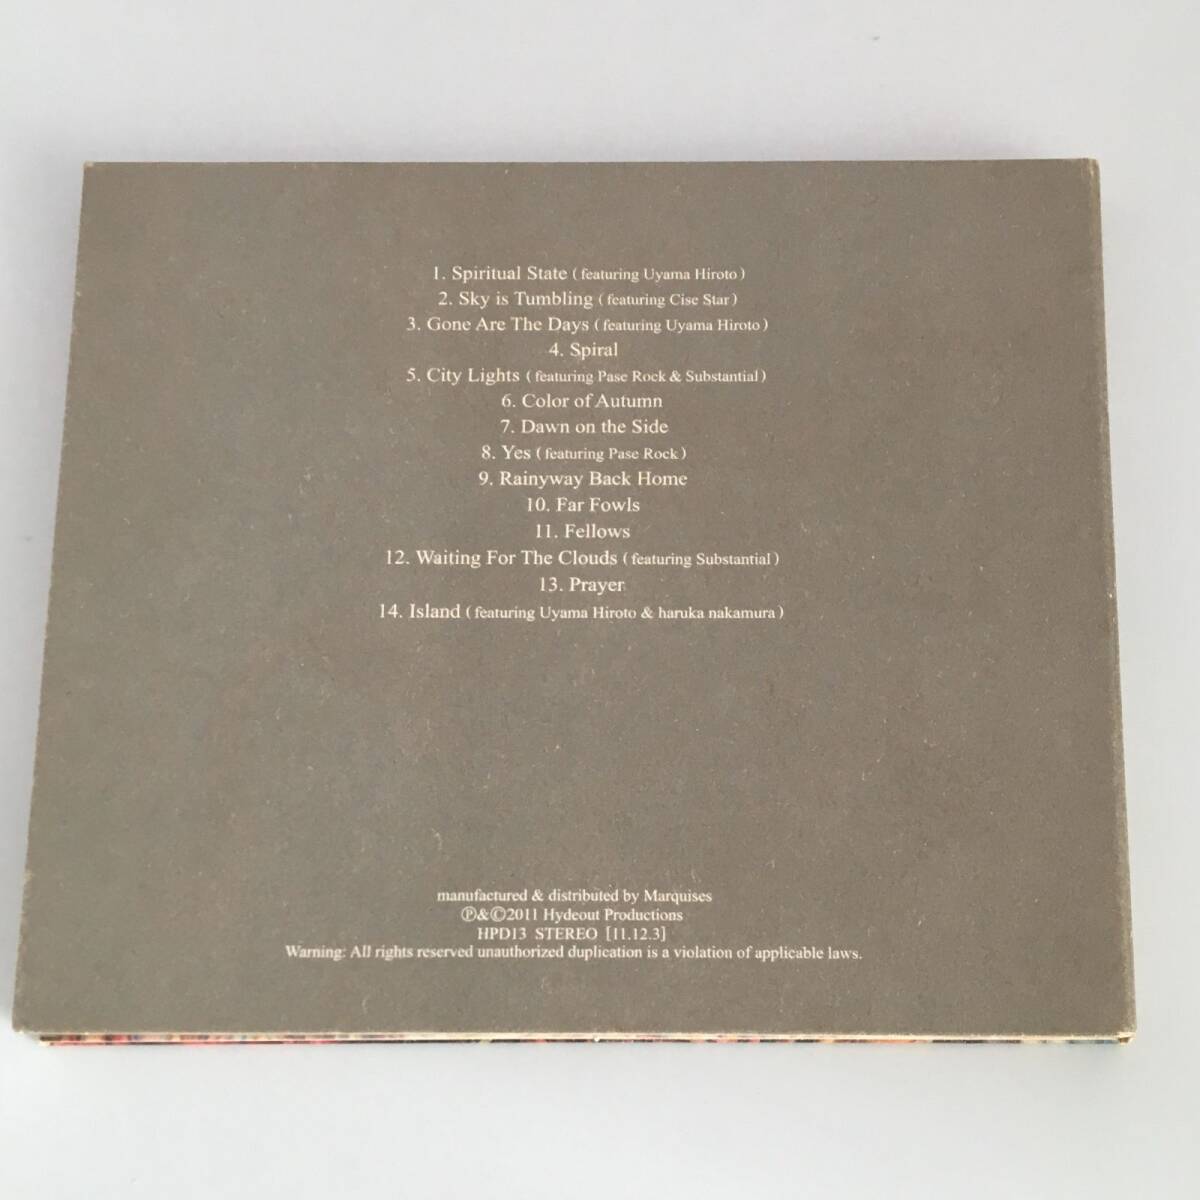 1. Spiritual State ( featuring Uyama Hiroto )
2. Sky is Tumbling ( featuring Cise Star )
3. Gone Are The Days ( featuring Uyama Hiroto )
4. Spiral
5. City Lights ( featuring Pase Rock & Substantial )
6. Color of Autumn
7. Dawn on the Side
8. Yes ( featuring Pase Rock )
9. Rainyway Back Home
10. Far Fowls
11. Fellows
12. Waiting For The Clouds ( featuring Substantial )
13. Prayer
14. Island ( featuring Uyama Hiroto & haruka nakamura )
manufactured & distributed by Marquises
Ⓟ&©2011 Hydeout Productions
HPD13 STEREO [11.12.3]
Warning: All rights reserved unauthorized duplication is a violation of applicable laws.